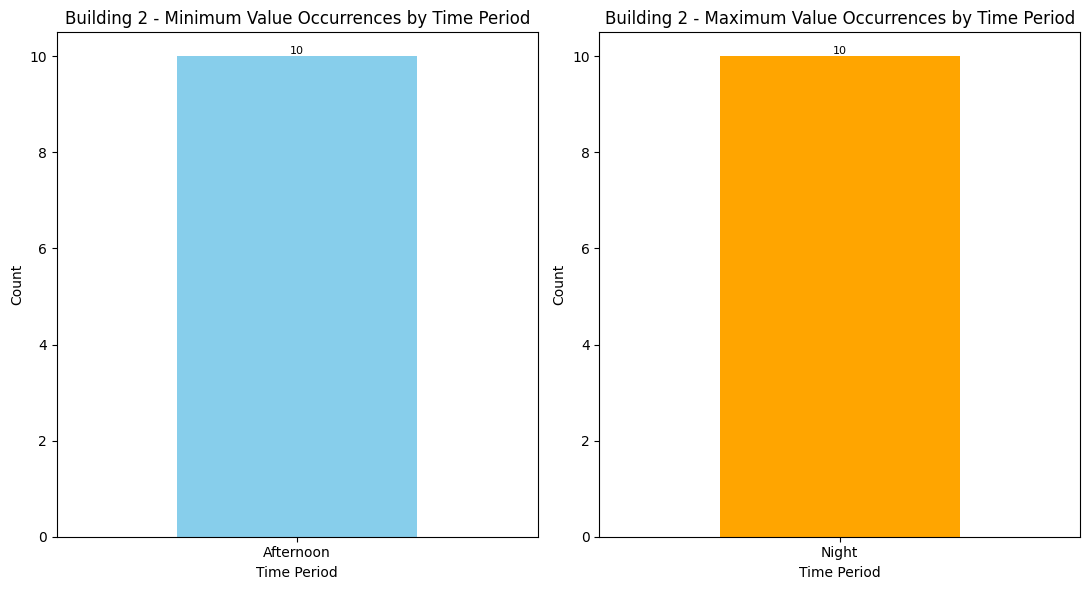 Building 2 - Minimum Value Occurrences by Time Period
10
10
8
6
4
2
0
Count
Afternoon
Time Period
Building 2 - Maximum Value Occurrences by Time Period
10
10
8
6
4
2
0
Count
Night
Time Period